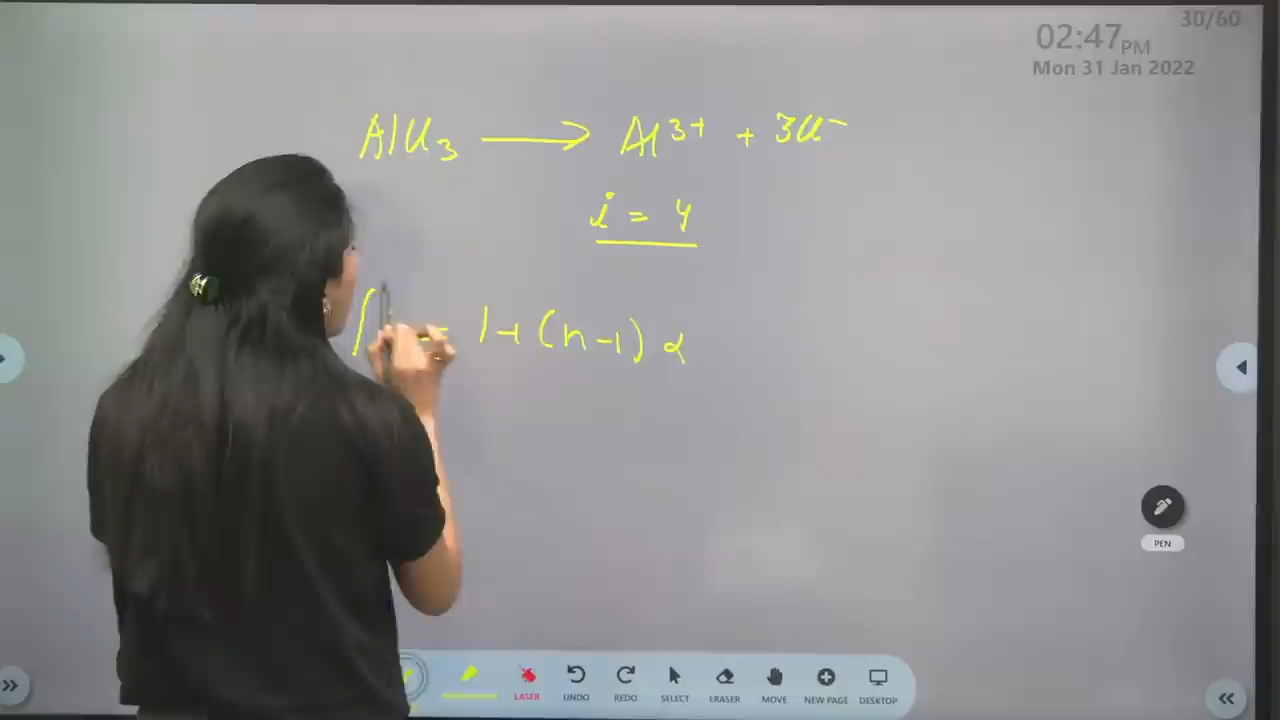 30/60
02:47PM
Mon 31 Jan 2022
AlCl₃ ⟶ Al³⁺ + 3Cl⁻
i = 4
= 1 + (n-1) α
PEN
LASER UNDO REDO SELECT ERASER MOVE NEW PAGE DESKTOP